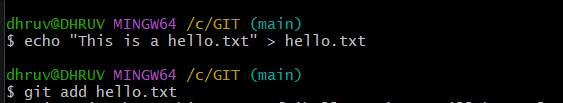 dhruv@DHRUV MINGW64 /c/GIT (main)
$ echo "This is a hello.txt" > hello.txt
dhruv@DHRUV MINGW64 /c/GIT (main)
$ git add hello.txt